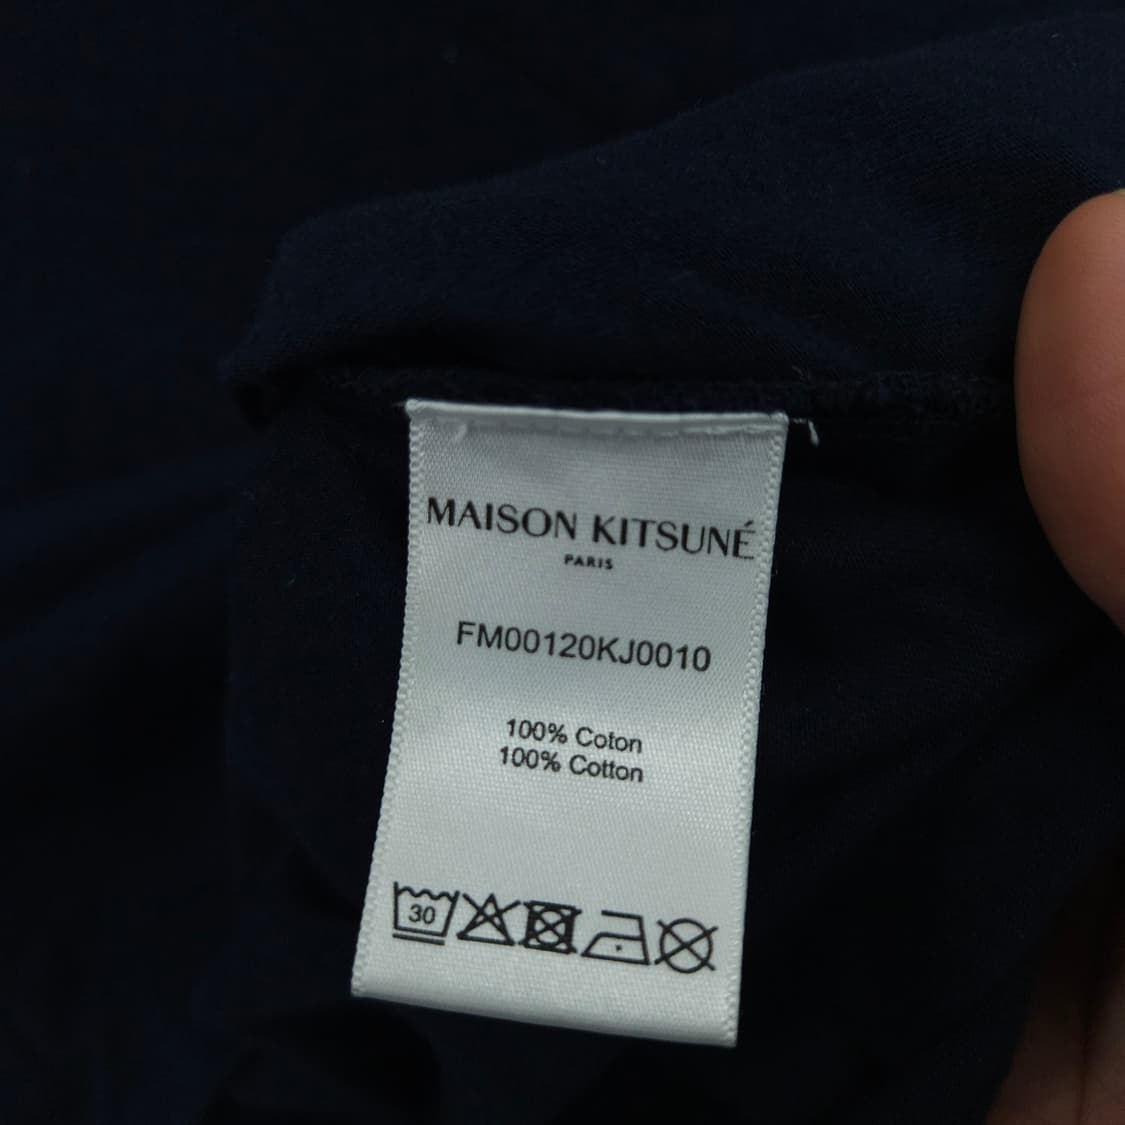 MAISON KITSUNÉ
PARIS
FM00120KJ0010
100% Coton
100% Cotton
30